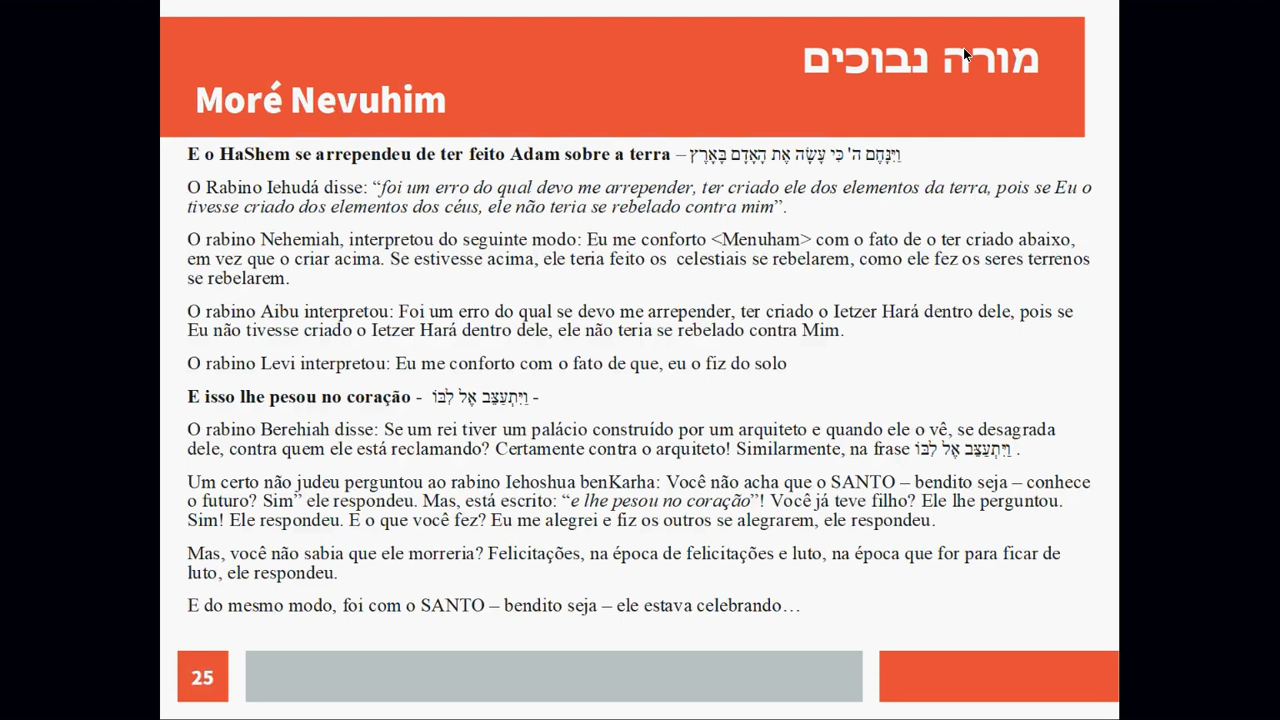 מורה נבוכים
Moré Nevuhim
E o HaShem se arrependeu de ter feito Adam sobre a terra – וַיִּנָּחֶם ה' כִּי עָשָׂה אֶת הָאָדָם בָּאָרֶץ
O Rabino Iehudá disse: “foi um erro do qual devo me arrepender, ter criado ele dos elementos da terra, pois se Eu o
tivesse criado dos elementos dos céus, ele não teria se rebelado contra mim”.
O rabino Nehemiah, interpretou do seguinte modo: Eu me conforto <Menuham> com o fato de o ter criado abaixo,
em vez que o criar acima. Se estivesse acima, ele teria feito os celestiais se rebelarem, como ele fez os seres terrenos
se rebelarem.
O rabino Aibu interpretou: Foi um erro do qual se devo me arrepender, ter criado o Ietzer Hará dentro dele, pois se
Eu não tivesse criado o Ietzer Hará dentro dele, ele não teria se rebelado contra Mim.
O rabino Levi interpretou: Eu me conforto com o fato de que, eu o fiz do solo
E isso lhe pesou no coração - וַיִּתְעַצֵּב אֶל לִבּוֹ -
O rabino Berehiah disse: Se um rei tiver um palácio construído por um arquiteto e quando ele o vê, se desagrada
dele, contra quem ele está reclamando? Certamente contra o arquiteto! Similarmente, na frase וַיִּתְעַצֵּב אֶל לִבּוֹ .
Um certo não judeu perguntou ao rabino Iehoshua benKarha: Você não acha que o SANTO – bendito seja – conhece
o futuro? Sim” ele respondeu. Mas, está escrito: “e lhe pesou no coração”! Você já teve filho? Ele lhe perguntou.
Sim! Ele respondeu. E o que você fez? Eu me alegrei e fiz os outros se alegrarem, ele respondeu.
Mas, você não sabia que ele morreria? Felicitações, na época de felicitações e luto, na época que for para ficar de
luto, ele respondeu.
E do mesmo modo, foi com o SANTO – bendito seja – ele estava celebrando…
25